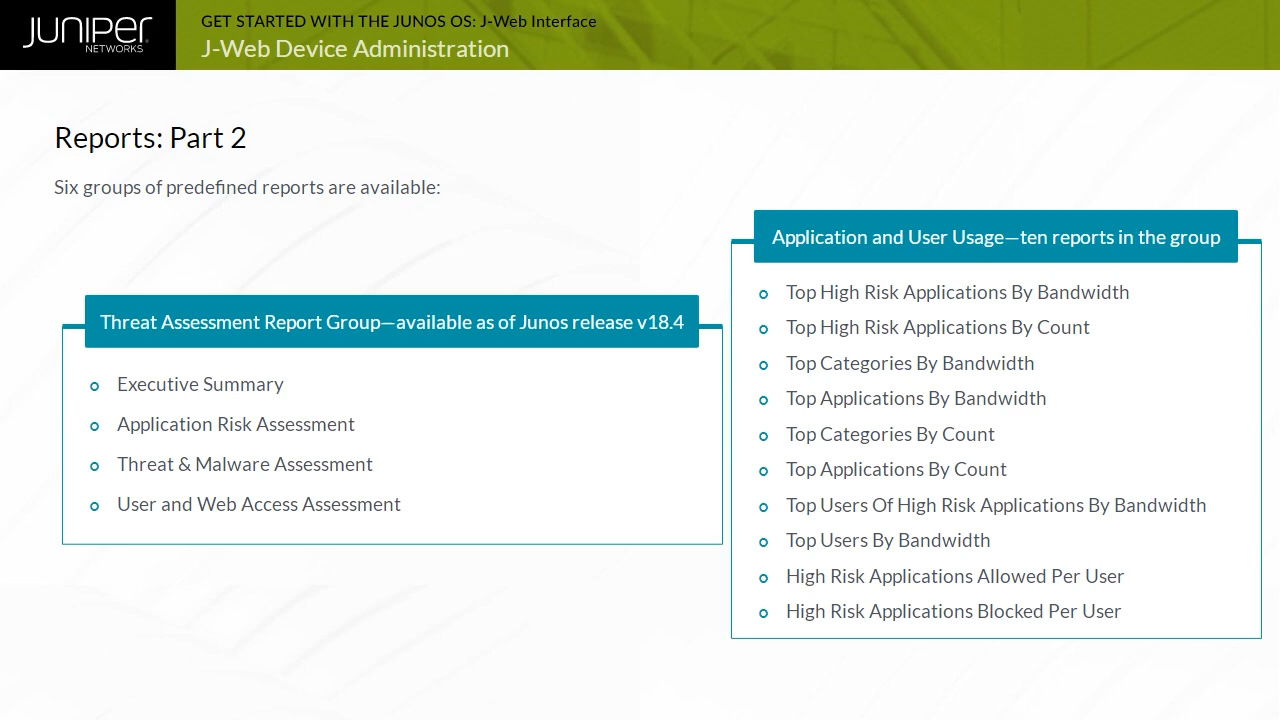 JUNIPER
NETWORKS
GET STARTED WITH THE JUNOS OS: J-Web Interface
J-Web Device Administration
Reports: Part 2
Six groups of predefined reports are available:
Threat Assessment Report Group—available as of Junos release v18.4
Executive Summary
Application Risk Assessment
Threat & Malware Assessment
User and Web Access Assessment
Application and User Usage—ten reports in the group
Top High Risk Applications By Bandwidth
Top High Risk Applications By Count
Top Categories By Bandwidth
Top Applications By Bandwidth
Top Categories By Count
Top Applications By Count
Top Users Of High Risk Applications By Bandwidth
Top Users By Bandwidth
High Risk Applications Allowed Per User
High Risk Applications Blocked Per User